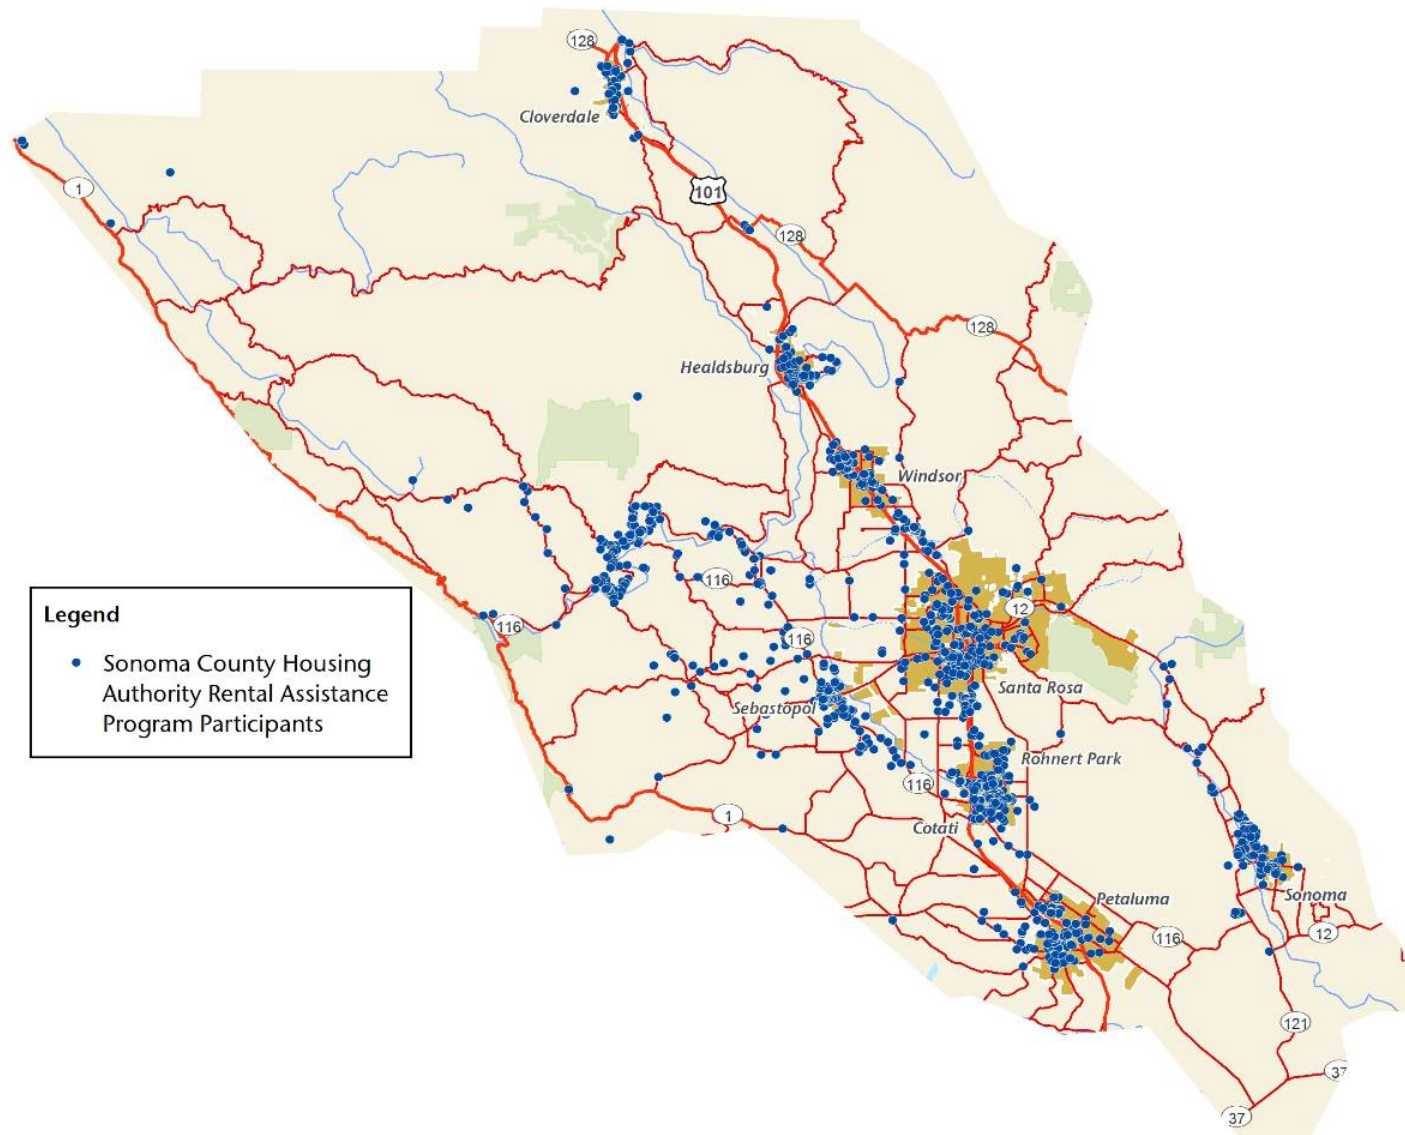 128
Cloverdale
1
101
128
128
Healdsburg
Windsor
116
12
116
116
Legend
Sonoma County Housing
Authority Rental Assistance
Program Participants
Santa Rosa
Sebastopol
Rohnert Park
116
1
Cotati
Petaluma
Sonoma
12
116
121
37
37